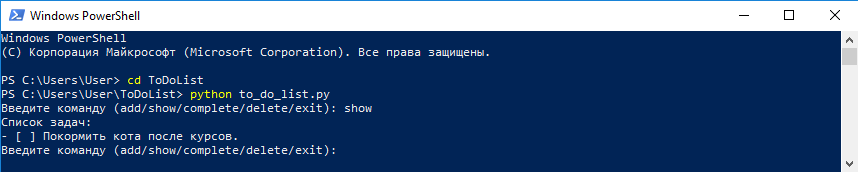 Windows PowerShell
Windows PowerShell
(C) Корпорация Майкрософт (Microsoft Corporation). Все права защищены.
PS C:\Users\User> cd ToDoList
PS C:\Users\User\ToDoList> python to_do_list.py
Введите команду (add/show/complete/delete/exit): show
Список задач:
- [ ] Покормить кота после курсов.
Введите команду (add/show/complete/delete/exit):